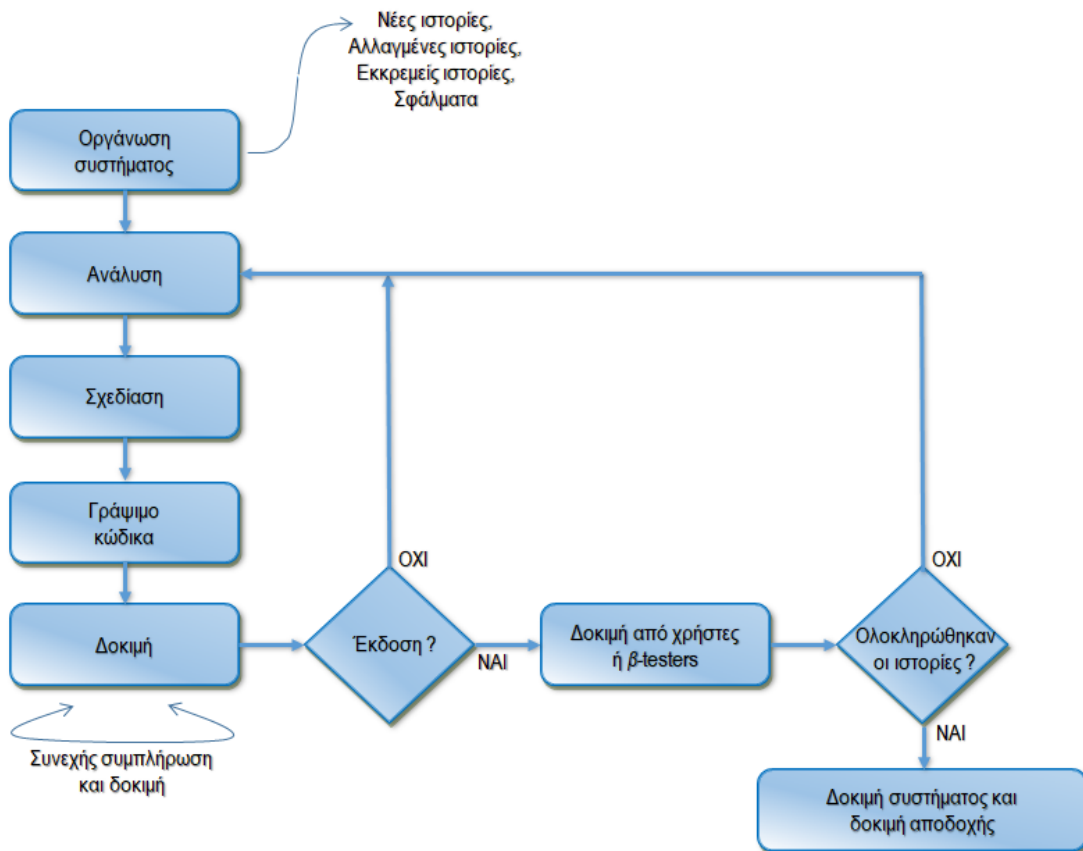 Νέες ιστορίες,
Αλλαγμένες ιστορίες,
Εκκρεμείς ιστορίες,
Σφάλματα
Οργάνωση
συστήματος
Ανάλυση
Σχεδίαση
Γράψιμο
κώδικα
Δοκιμή
Συνεχής συμπλήρωση
και δοκιμή
ΟΧΙ
Έκδοση ?
ΝΑΙ
Δοκιμή από χρήστες
ή β-testers
ΟΧΙ
Ολοκληρώθηκαν
οι ιστορίες ?
ΝΑΙ
Δοκιμή συστήματος και
δοκιμή αποδοχής